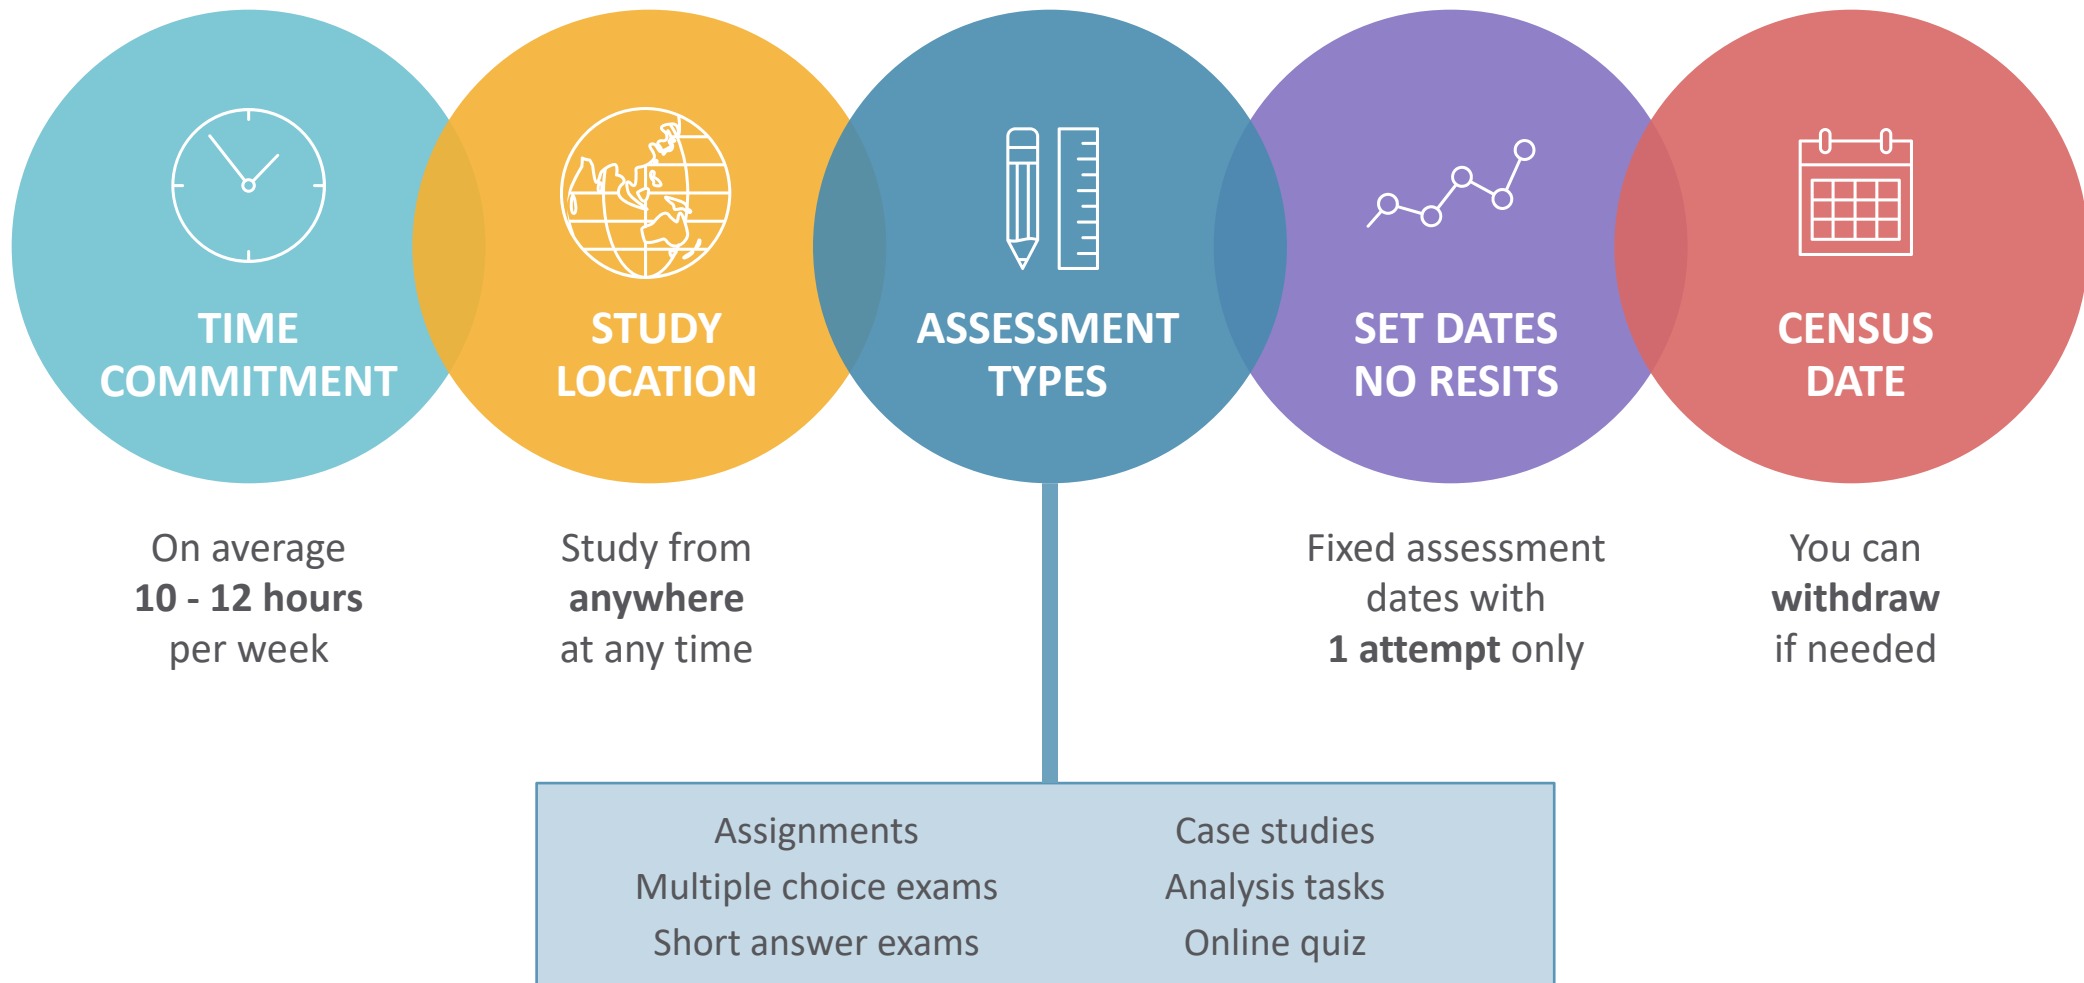 TIME
COMMITMENT
STUDY
LOCATION
ASSESSMENT
TYPES
SET DATES
NO RESITS
CENSUS
DATE
On average
10 - 12 hours
per week
Study from
anywhere
at any time
Fixed assessment
dates with
1 attempt only
You can
withdraw
if needed
Assignments
Multiple choice exams
Short answer exams
Case studies
Analysis tasks
Online quiz